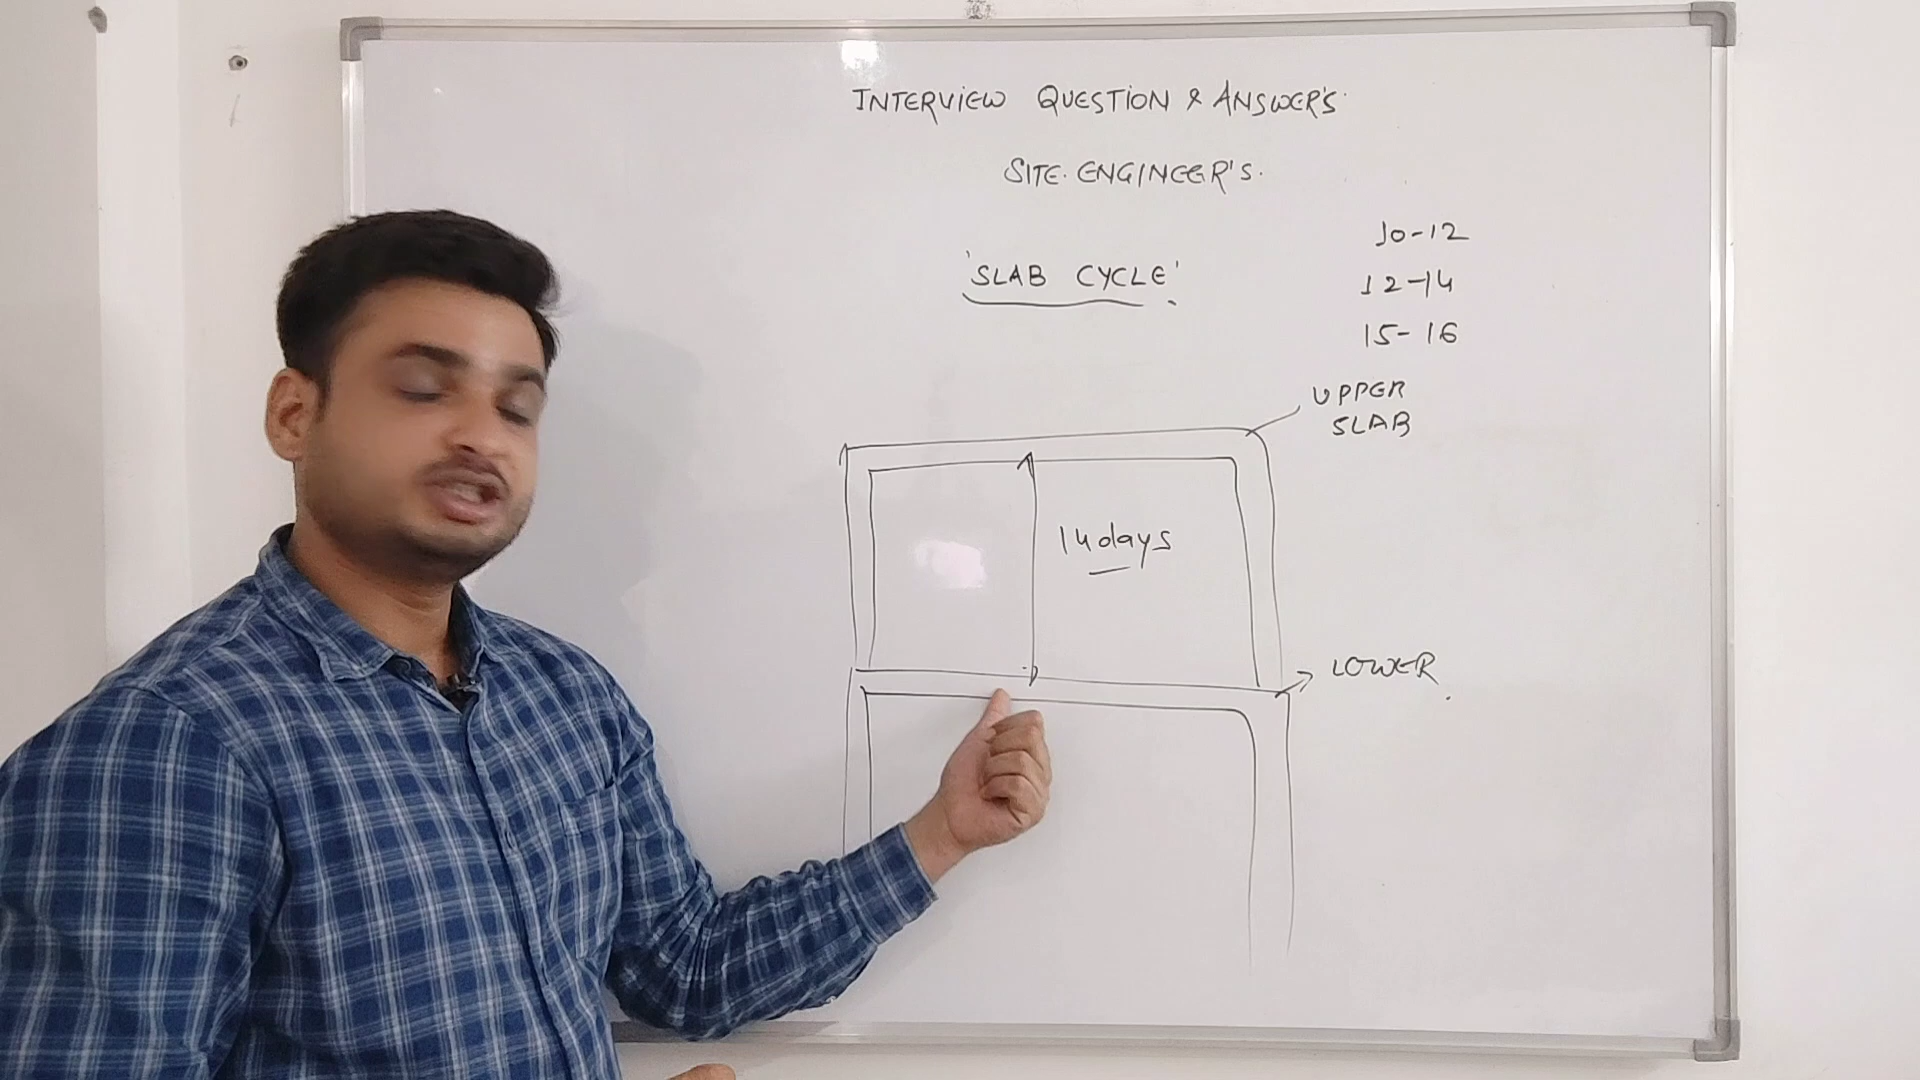 INTERVIEW QUESTION & ANSWER'S.
SITE. ENGINEER'S.
'SLAB CYCLE'.
10-12
12-14
15-16
UPPER
SLAB
14days
LOWER.